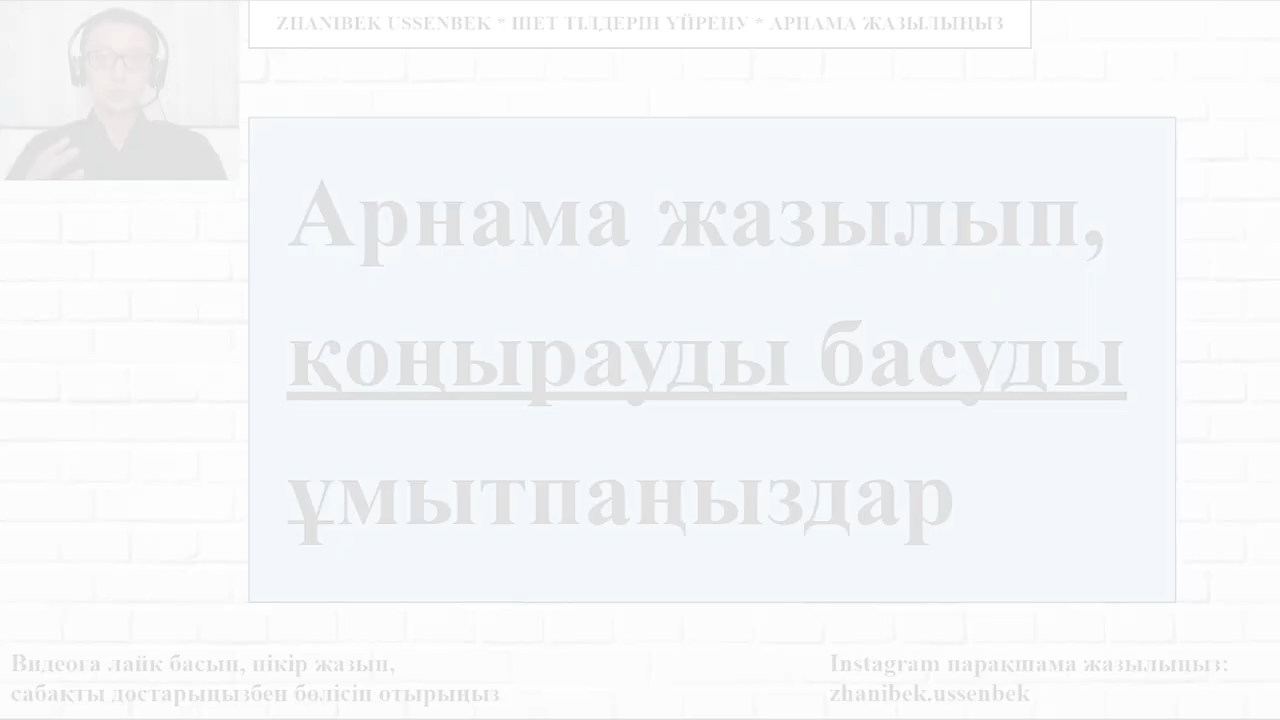 ZHANIBEK USSENBEK * ШЕТ ТІЛДЕРІН ҮЙРЕНУ * АРНАМА ЖАЗЫЛЫҢЫЗ
Арнама жазылып,
қоңырауды басуды
ұмытпаңыздар
Видеоға лайк басып, пікір жазып,
сабақты достарыңызбен бөлісіп отырыңыз
Instagram парақшама жазылыңыз:
zhanibek.ussenbek